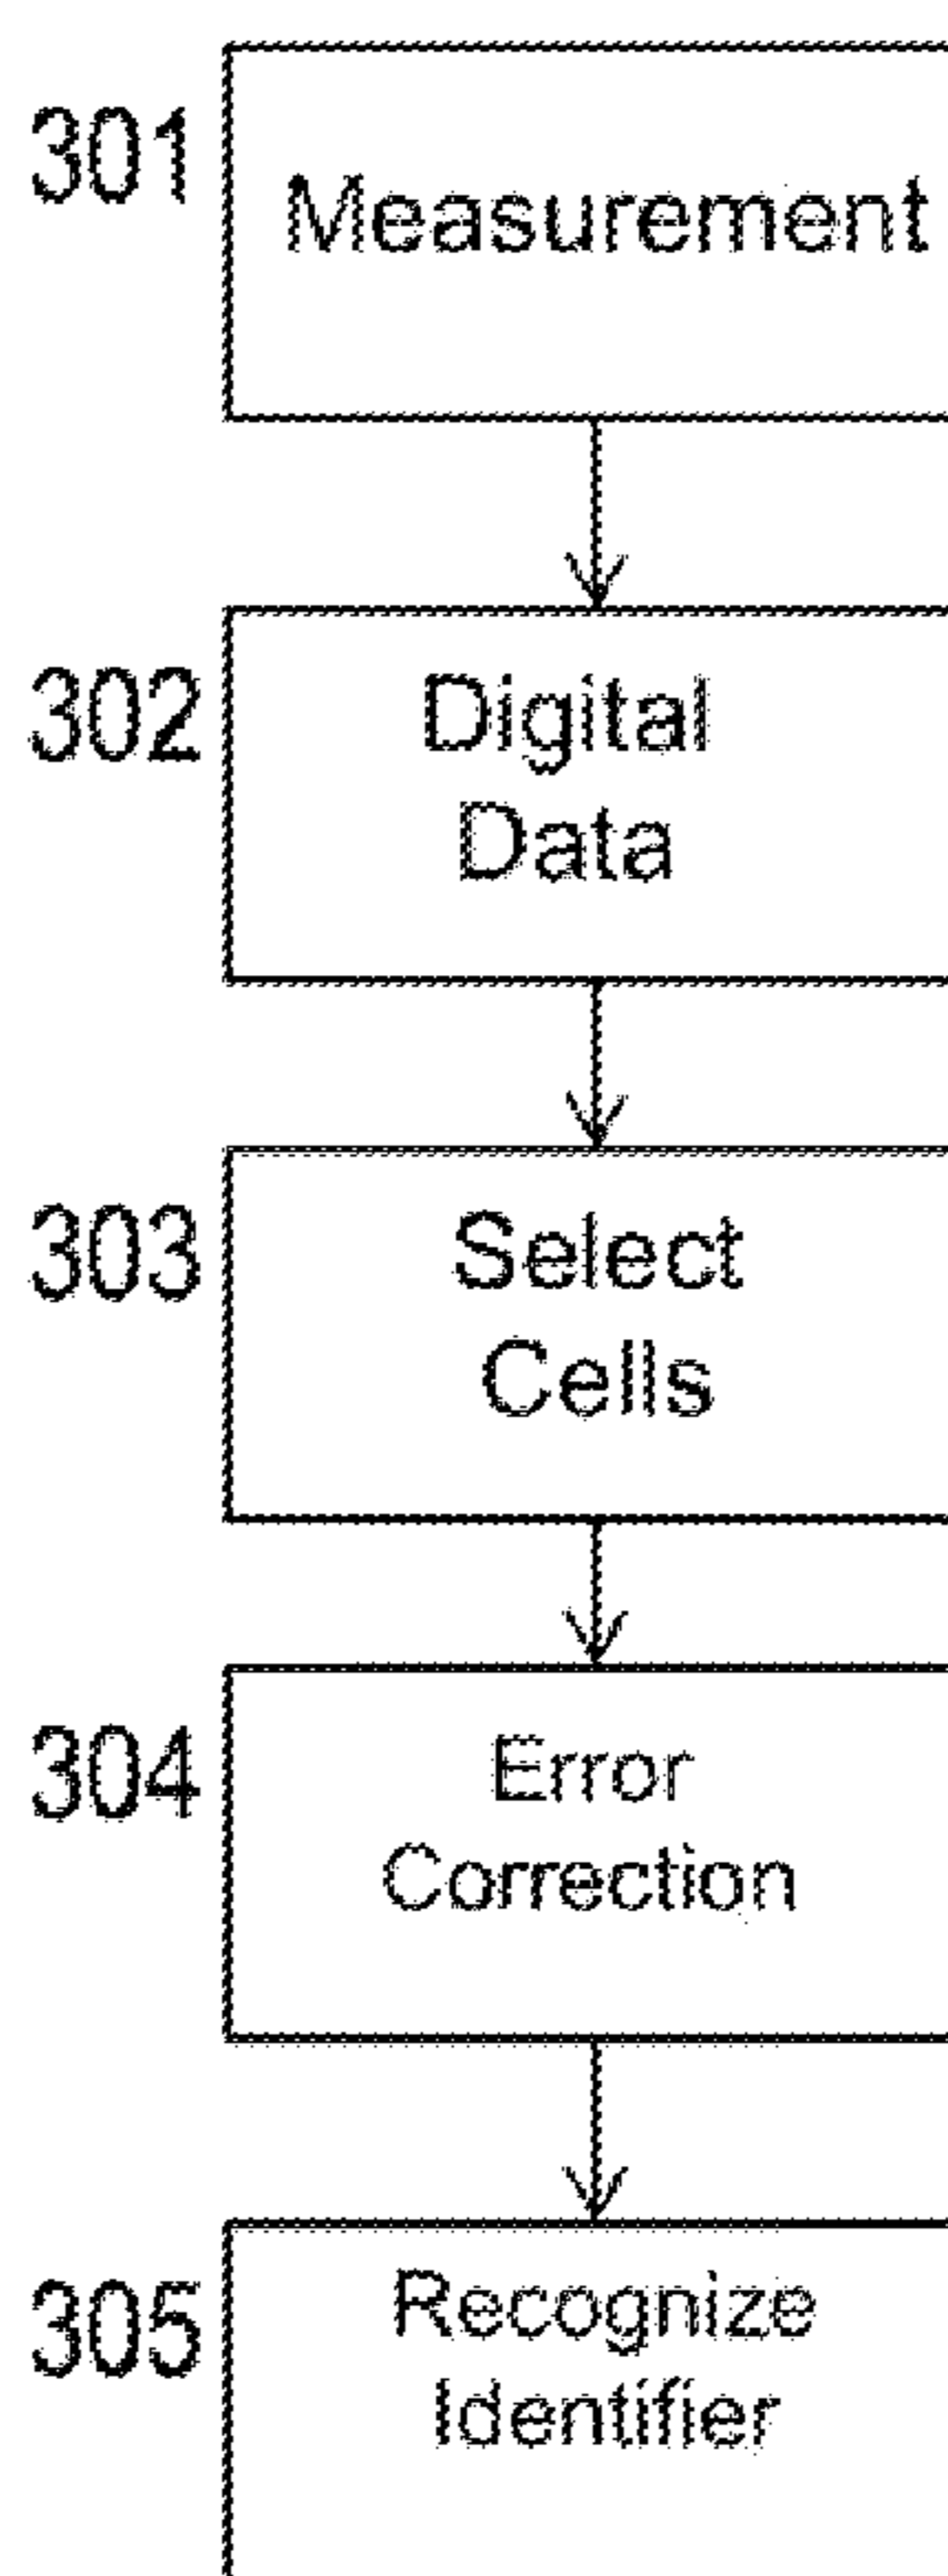 301
Measurement
302
Digital
Data
303
Select
Cells
304
Error
Correction
305
Recognize
Identifier